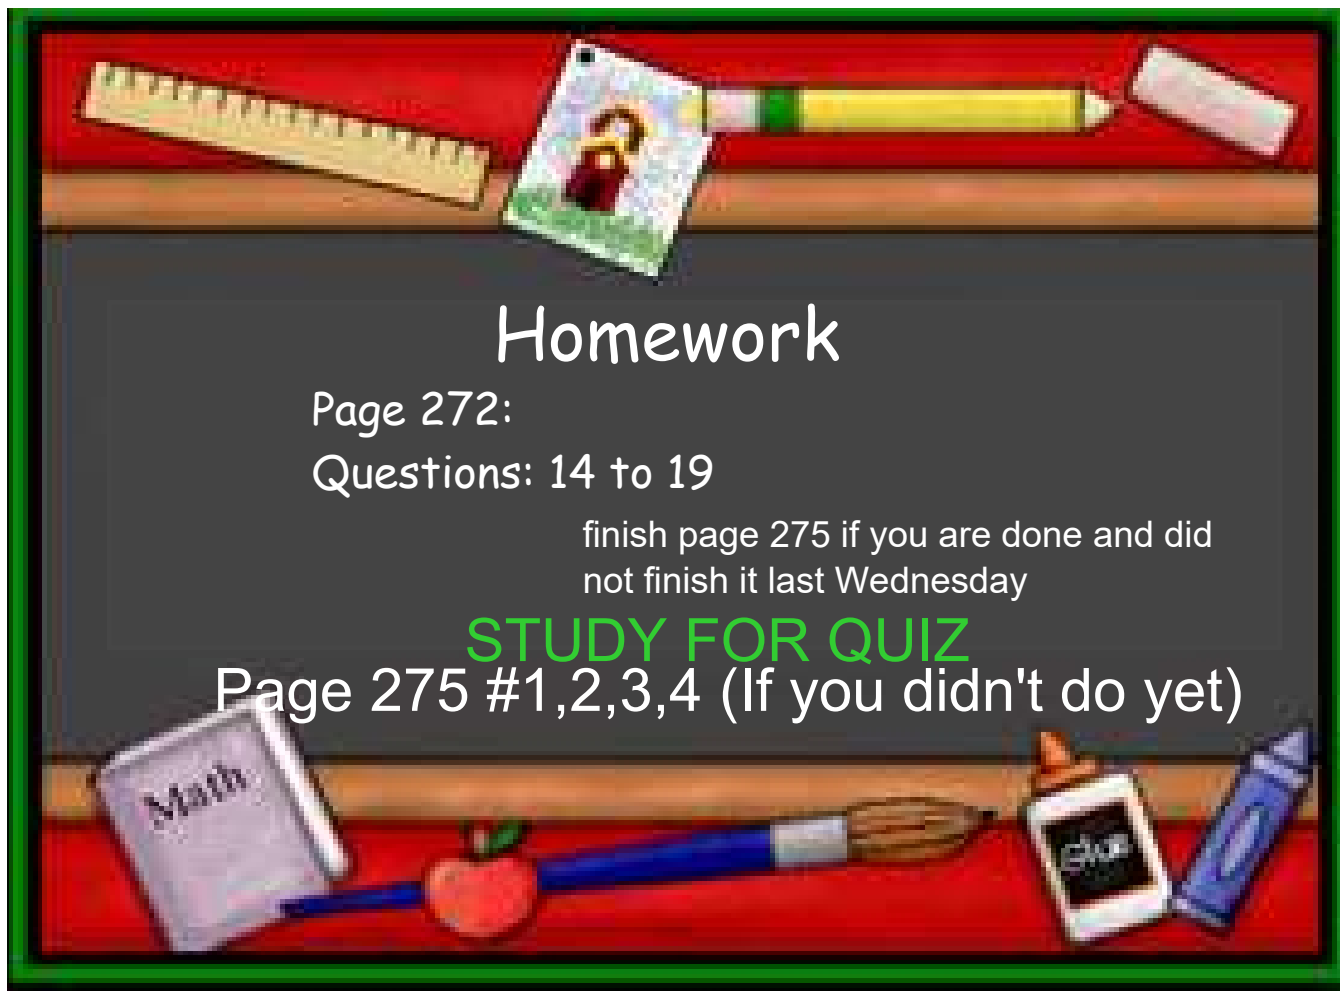 Homework
Page 272:
Questions: 14 to 19
finish page 275 if you are done and did
not finish it last Wednesday
STUDY FOR QUIZ
Page 275 #1,2,3,4 (If you didn't do yet)
Math
Glue